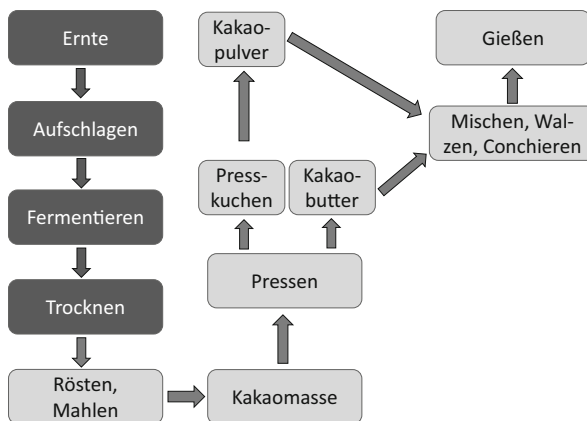 Ernte
Aufschlagen
Fermentieren
Trocknen
Rösten,
Mahlen
Kakaomasse
Pressen
Press-
kuchen
Kakao-
butter
Kakao-
pulver
Mischen, Wal-
zen, Conchieren
Gießen